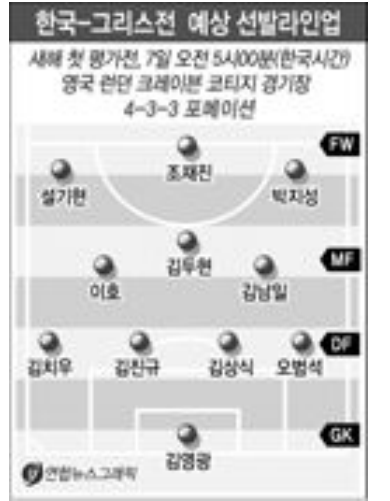 한국-그리스전 예상 선발라인업
새해 첫 평가전, 7일 오전 5시00분(한국시간)
영국 런던 크레이븐 코티지 경기장
4-3-3 포메이션
FW
조재진
설기현 박지성
MF
김두현
이호 김남일
DF
김치우 김진규 김상식 오범석
GK
김영광
연합뉴스그래픽